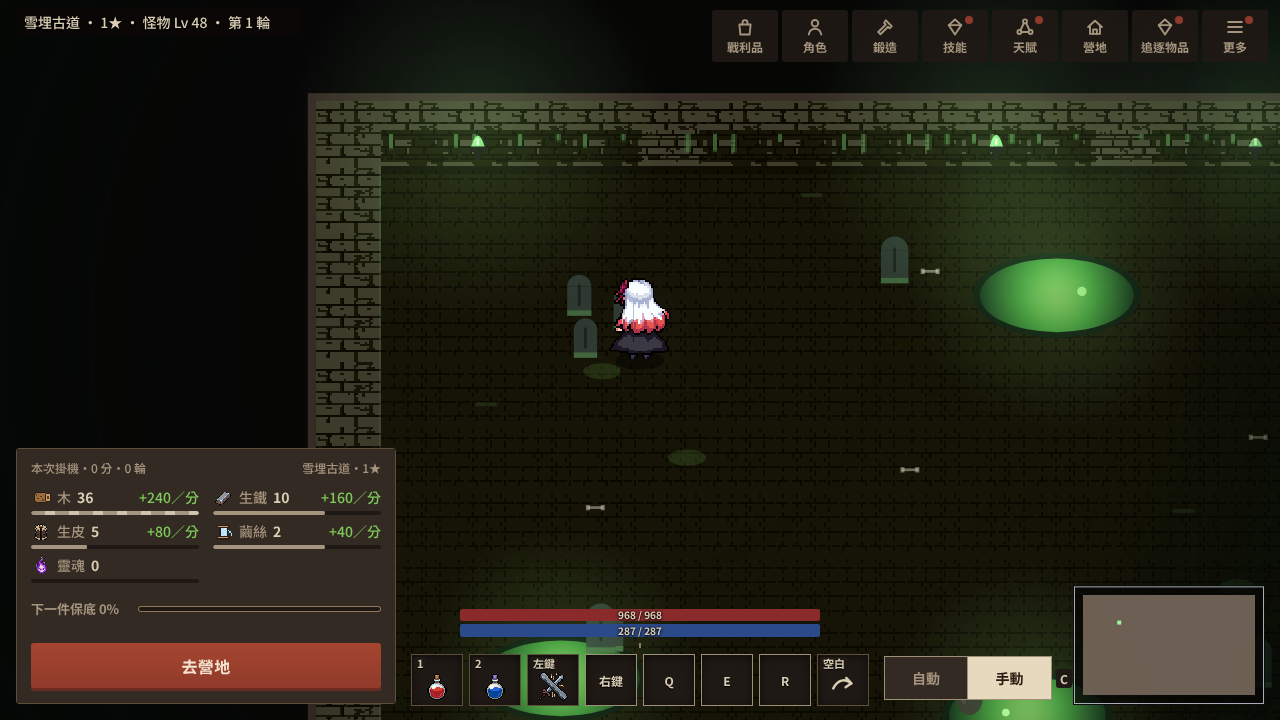 雪埋古道 · 1★ · 怪物 Lv 48 · 第 1 輪
戰利品
角色
鍛造
技能
天賦
營地
追逐物品
更多
本次掛機·0 分·0 輪
雪埋古道·1★
木 36 +240／分
生鐵 10 +160／分
生皮 5 +80／分
繭絲 2 +40／分
靈魂 0
下一件保底 0%
去營地
968 / 968
287 / 287
1
2
左鍵
右鍵
Q
E
R
空白
自動
手動
C